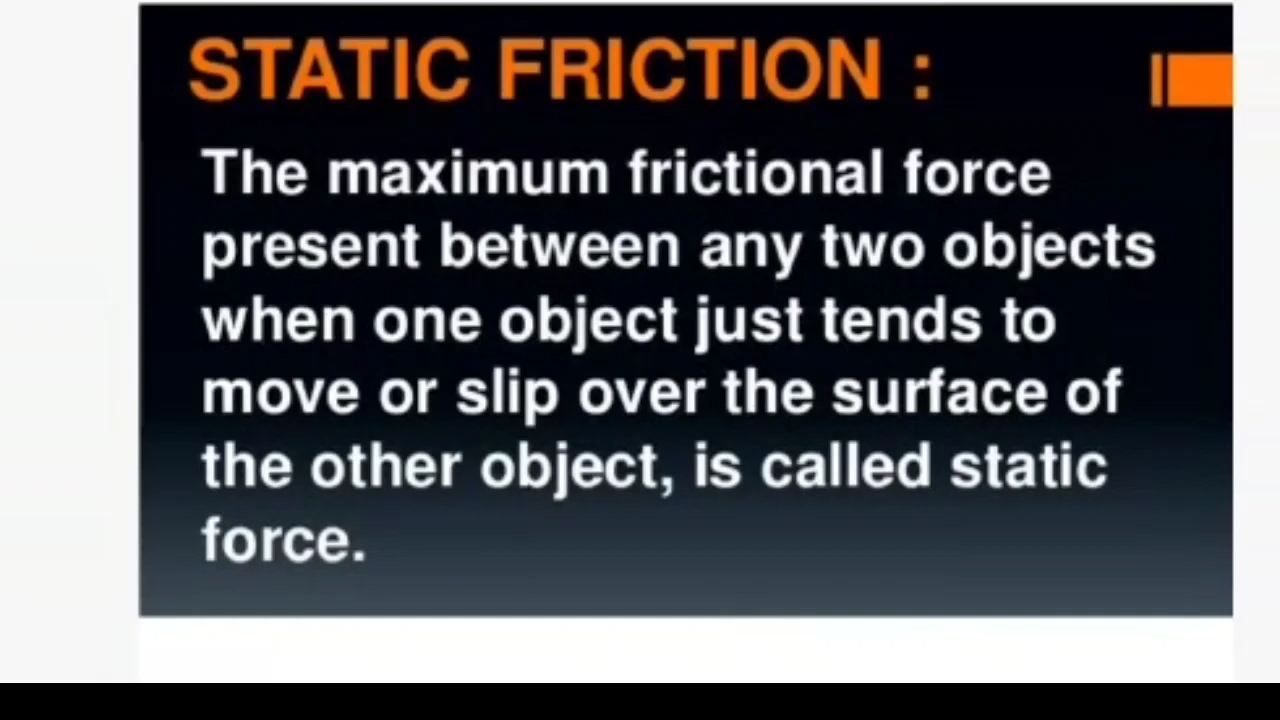 STATIC FRICTION :
The maximum frictional force
present between any two objects
when one object just tends to
move or slip over the surface of
the other object, is called static
force.